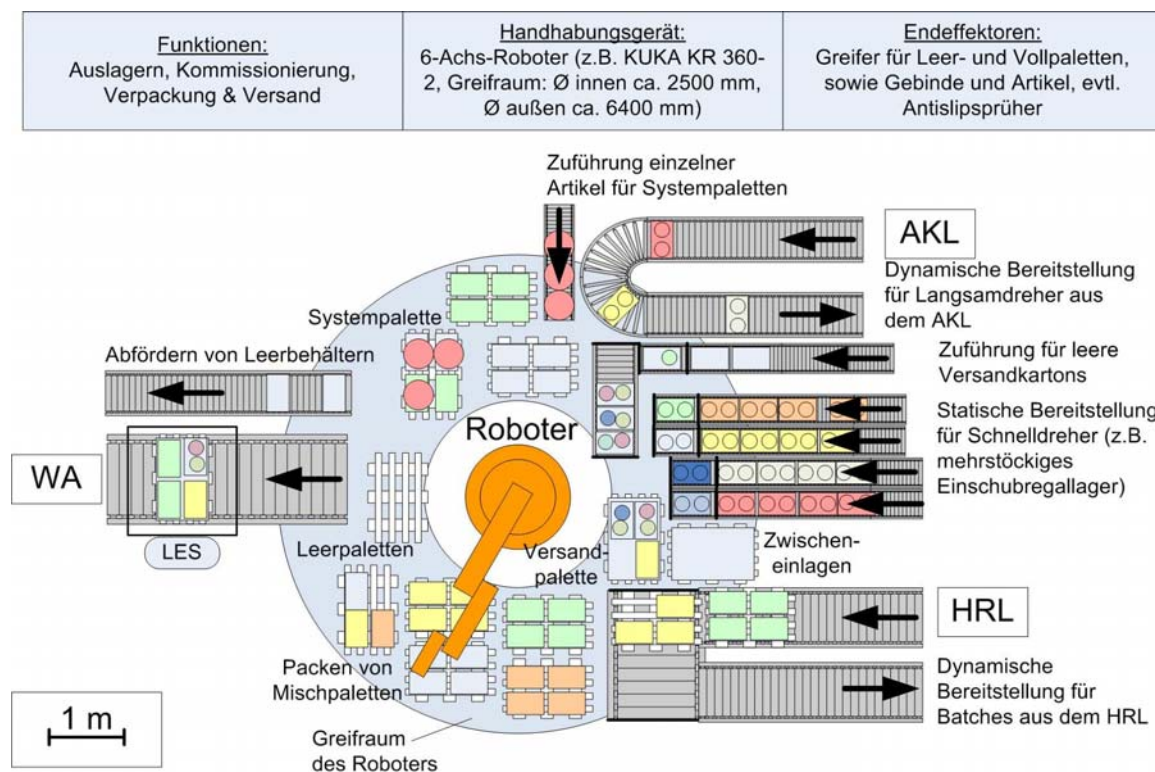 Funktionen:
Auslagern, Kommissionierung,
Verpackung & Versand
Handhabungsgerät:
6-Achs-Roboter (z.B. KUKA KR 360-
2, Greifraum: Ø innen ca. 2500 mm,
Ø außen ca. 6400 mm)
Endeffektoren:
Greifer für Leer- und Vollpaletten,
sowie Gebinde und Artikel, evtl.
Antislipsprüher
Zuführung einzelner
Artikel für Systempaletten
AKL
Dynamische Bereitstellung
für Langsamdreher aus
dem AKL
Systempalette
Abfördern von Leerbehältern
Zuführung für leere
Versandkartons
Statische Bereitstellung
für Schnelldreher (z.B.
mehrstöckiges
Einschubregallager)
Roboter
WA
LES
Leerpaletten
Versand-
palette
Zwischen-
einlagen
HRL
Packen von
Mischpaletten
Dynamische
Bereitstellung für
Batches aus dem HRL
1 m
Greifraum
des Roboters